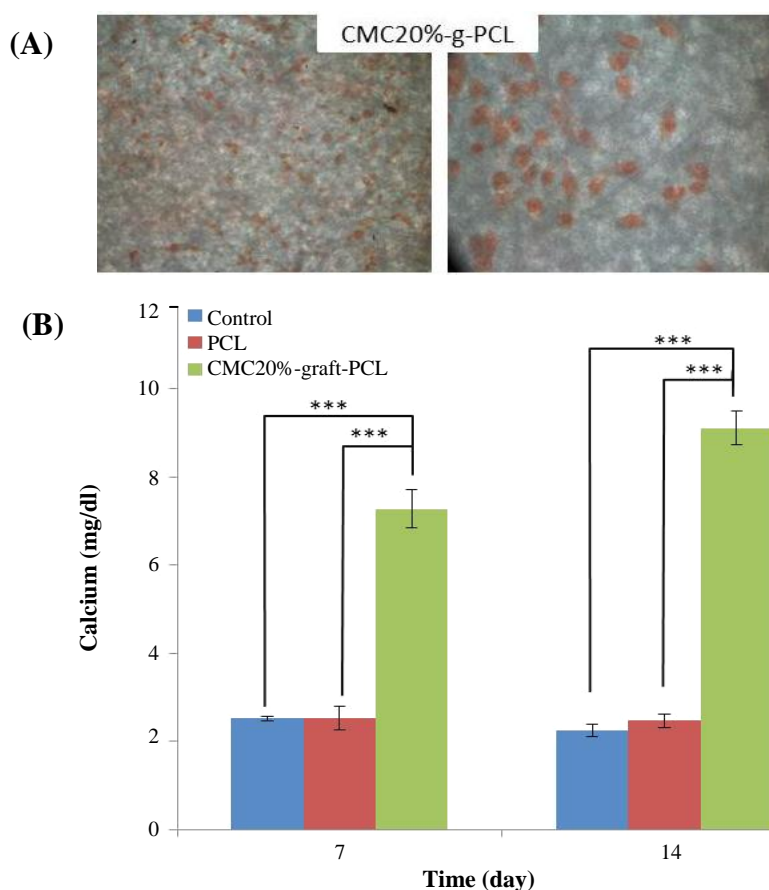 (A)
CMC20%-g-PCL
(B)
Control
PCL
CMC20%-graft-PCL
12
10
8
6
4
2
0
Calcium (mg/dl)
***
***
***
***
7
14
Time (day)